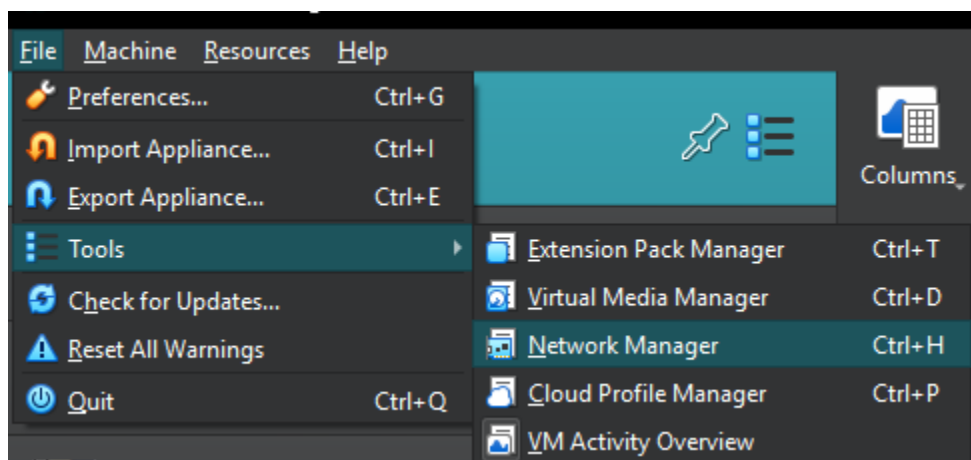 File Machine Resources Help
Preferences... Ctrl+G
Import Appliance... Ctrl+I
Export Appliance... Ctrl+E
Tools
Check for Updates...
Reset All Warnings
Quit Ctrl+Q
Columns
Extension Pack Manager Ctrl+T
Virtual Media Manager Ctrl+D
Network Manager Ctrl+H
Cloud Profile Manager Ctrl+P
VM Activity Overview